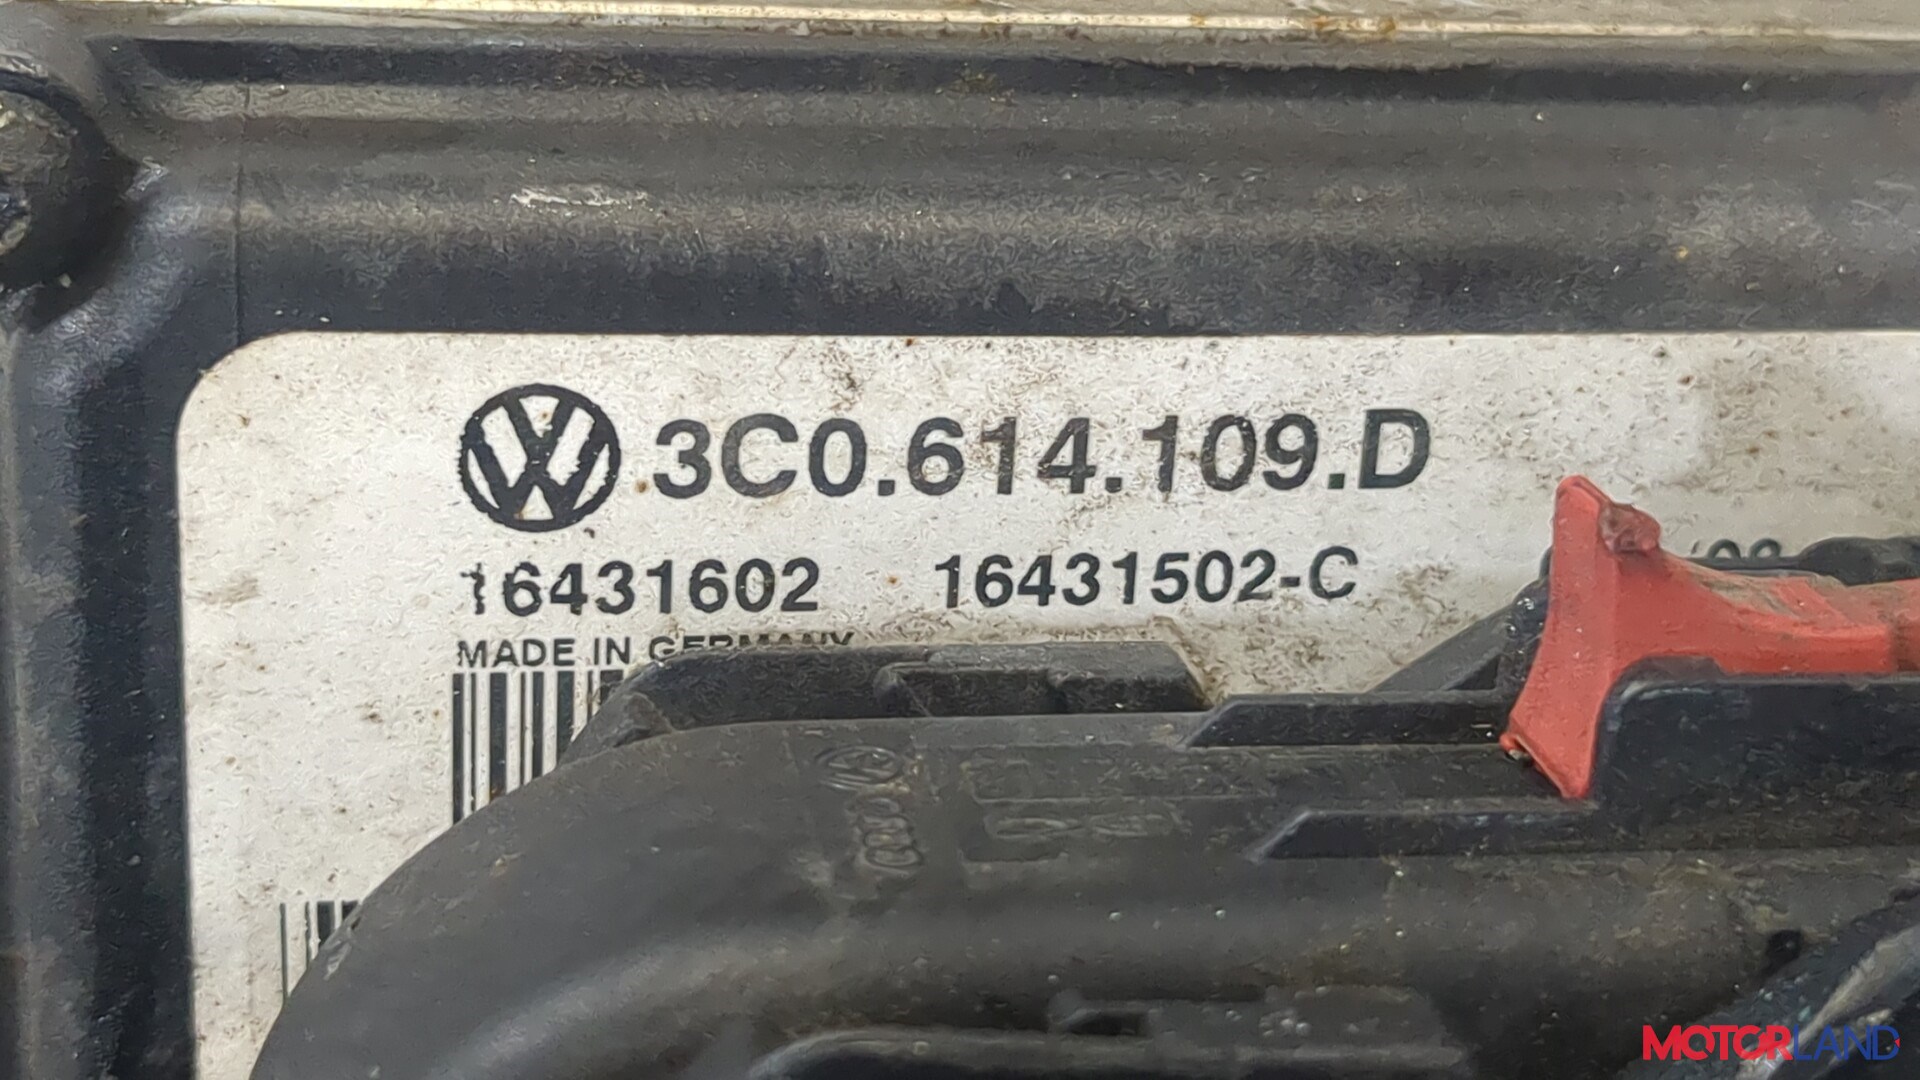 3C0.614.109.D
16431602 16431502-C
MADE IN GERMANY
MOTORLAND